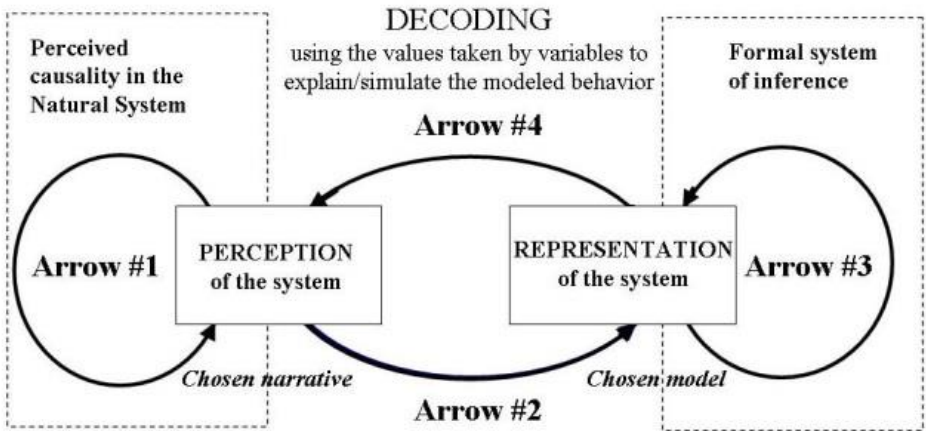 DECODING
using the values taken by variables to
explain/simulate the modeled behavior
Perceived
causality in the
Natural System
Formal system
of inference
Arrow #4
Arrow #1
PERCEPTION
of the system
REPRESENTATION
of the system
Arrow #3
Chosen narrative
Chosen model
Arrow #2